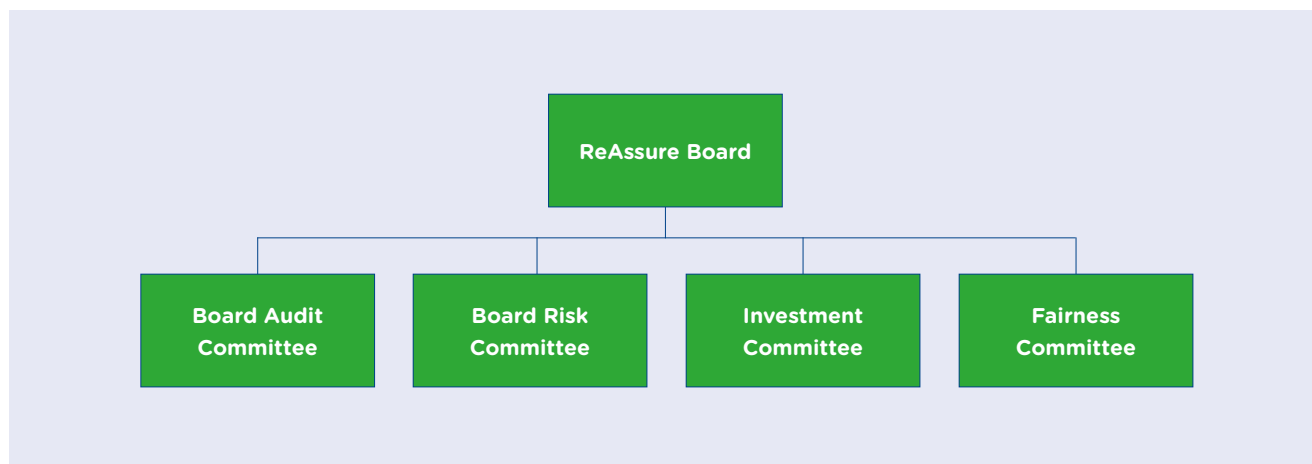 ReAssure Board
Board Audit
Committee
Board Risk
Committee
Investment
Committee
Fairness
Committee